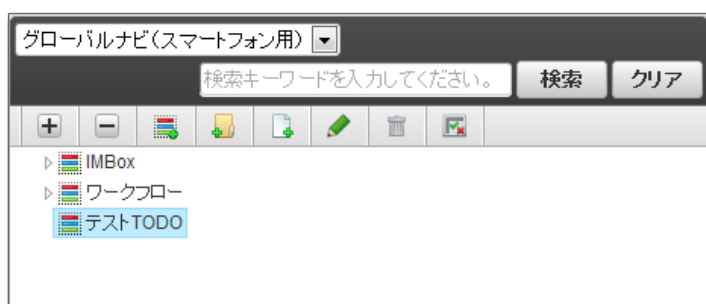 グローバルナビ(スマートフォン用)
検索キーワードを入力してください。 検索 クリア
IMBox
ワークフロー
テストTODO